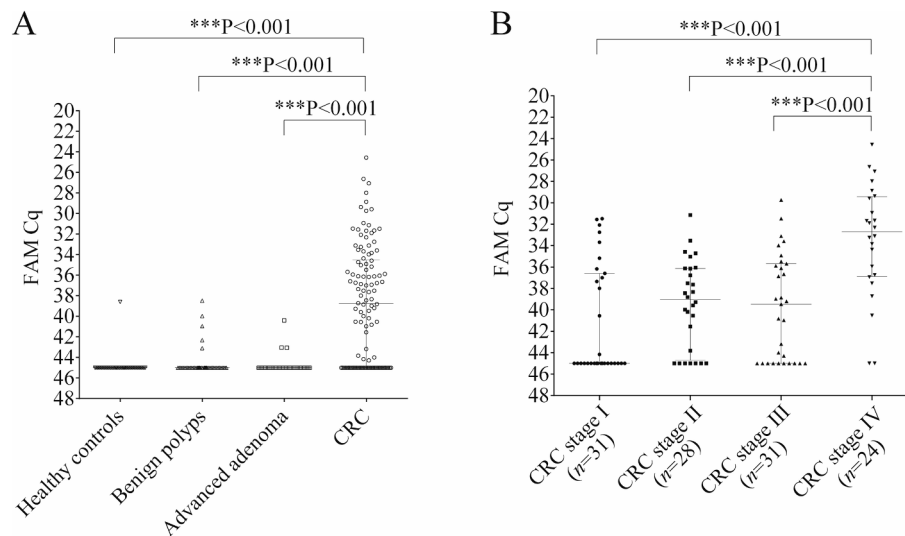 A
***P<0.001
***P<0.001
***P<0.001
20
22
24
26
28
30
32
34
36
38
40
42
44
46
48
FAM Cq
Healthy controls
Benign polyps
Advanced adenoma
CRC
B
***P<0.001
***P<0.001
***P<0.001
20
22
24
26
28
30
32
34
36
38
40
42
44
46
48
FAM Cq
CRC stage I
(n=31)
CRC stage II
(n=28)
CRC stage III
(n=31)
CRC stage IV
(n=24)